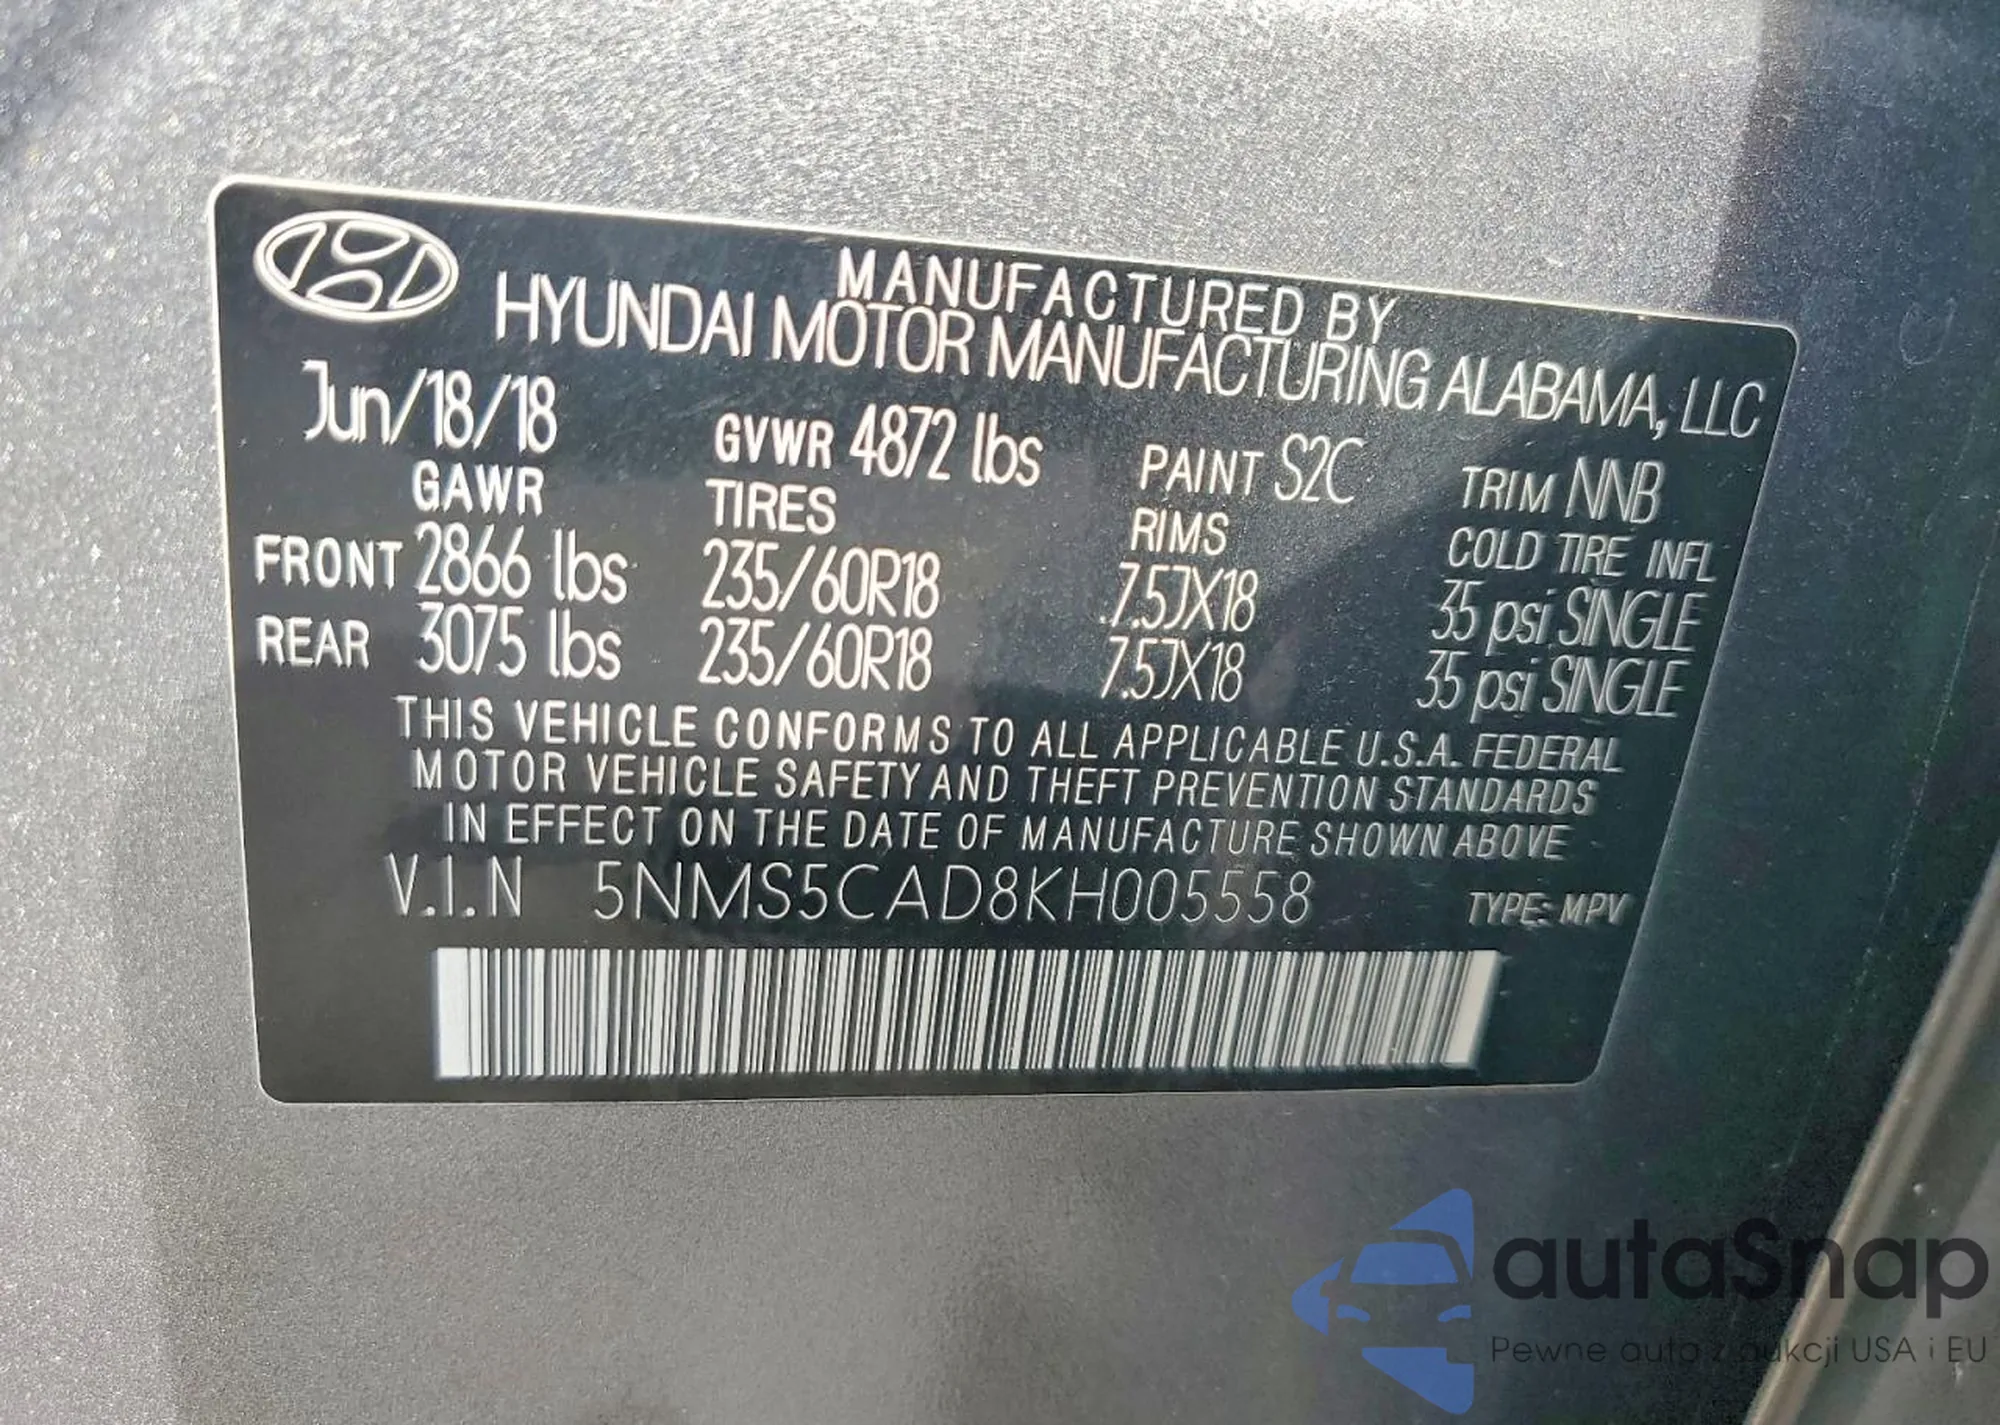 MANUFACTURED BY
HYUNDAI MOTOR MANUFACTURING ALABAMA, LLC
Jun/18/18 GVWR 4872 lbs PAINT S2C TRIM NNB
GAWR TIRES RIMS COLD TIRE INFL
FRONT 2866 lbs 235/60R18 7.5JX18 35 psi SINGLE
REAR 3075 lbs 235/60R18 7.5JX18 35 psi SINGLE
THIS VEHICLE CONFORMS TO ALL APPLICABLE U.S.A. FEDERAL
MOTOR VEHICLE SAFETY AND THEFT PREVENTION STANDARDS
IN EFFECT ON THE DATE OF MANUFACTURE SHOWN ABOVE
V.I.N 5NMS5CAD8KH005558 TYPE: MPV
autaSnap
Pewne auto z aukcji USA i EU